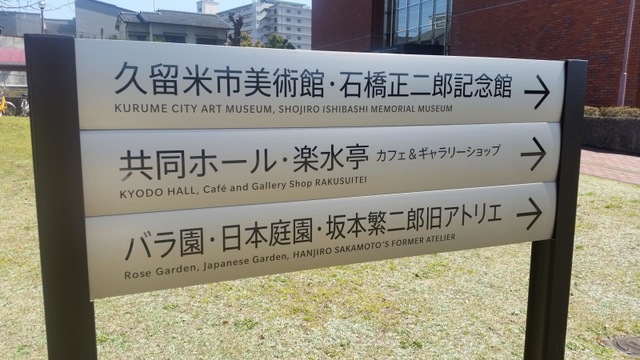 久留米市美術館・石橋正二郎記念館
KURUME CITY ART MUSEUM, SHOJIRO ISHIBASHI MEMORIAL MUSEUM
共同ホール・楽水亭 カフェ&ギャラリーショップ
KYODO HALL, Café and Gallery Shop RAKUSUITEI
バラ園・日本庭園・坂本繁二郎旧アトリエ
Rose Garden, Japanese Garden, HANJIRO SAKAMOTO'S FORMER ATELIER